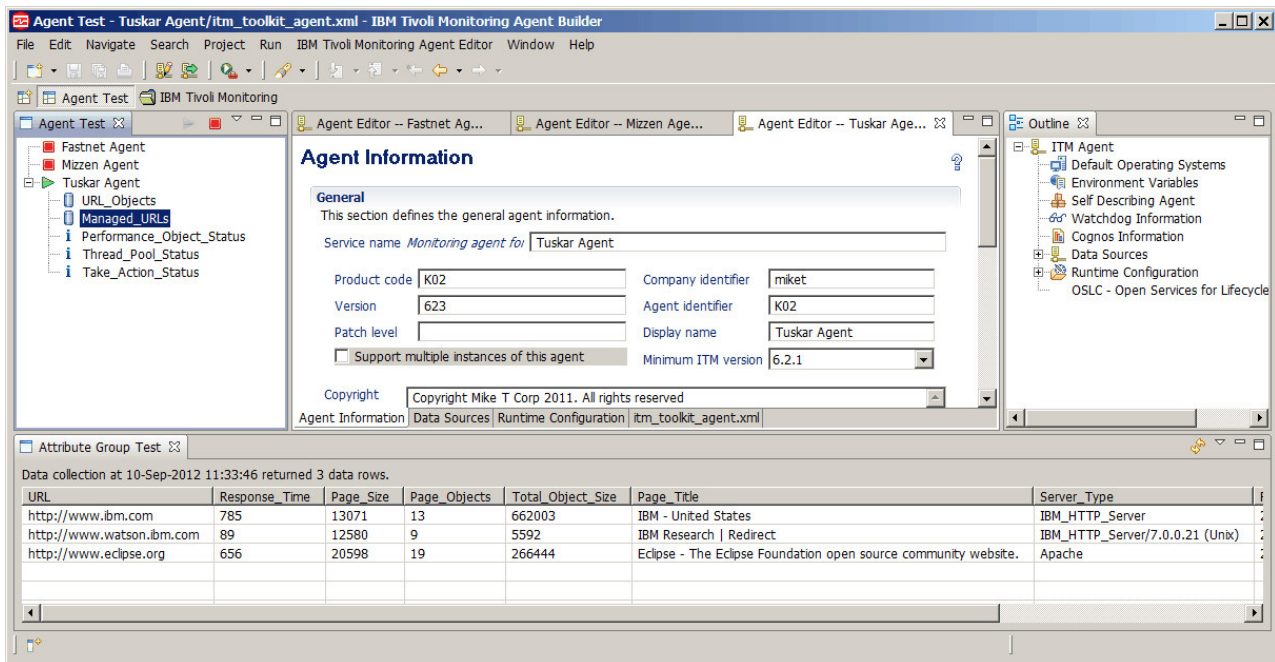 Agent Test - Tuskar Agent/itm_toolkit_agent.xml - IBM Tivoli Monitoring Agent Builder
File Edit Navigate Search Project Run IBM Tivoli Monitoring Agent Editor Window Help
Agent Test IBM Tivoli Monitoring
Agent Test
Fastnet Agent
Mizzen Agent
Tuskar Agent
URL_Objects
Managed_URLs
Performance_Object_Status
Thread_Pool_Status
Take_Action_Status
Agent Editor -- Fastnet Ag... Agent Editor -- Mizzen Age... Agent Editor -- Tuskar Age...
Agent Information
General
This section defines the general agent information.
Service name Monitoring agent for Tuskar Agent
Product code K02 Company identifier miket
Version 623 Agent identifier K02
Patch level Display name Tuskar Agent
Support multiple instances of this agent Minimum ITM version 6.2.1
Copyright Copyright Mike T Corp 2011. All rights reserved
Agent Information Data Sources Runtime Configuration itm_toolkit_agent.xml
Outline
ITM Agent
Default Operating Systems
Environment Variables
Self Describing Agent
Watchdog Information
Cognos Information
Data Sources
Runtime Configuration
OSLC - Open Services for Lifecycle
Attribute Group Test
Data collection at 10-Sep-2012 11:33:46 returned 3 data rows.
URL Response_Time Page_Size Page_Objects Total_Object_Size Page_Title Server_Type
http://www.ibm.com 785 13071 13 662003 IBM - United States IBM_HTTP_Server
http://www.watson.ibm.com 89 12580 9 5592 IBM Research | Redirect IBM_HTTP_Server/7.0.0.21 (Unix)
http://www.eclipse.org 656 20598 19 266444 Eclipse - The Eclipse Foundation open source community website. Apache